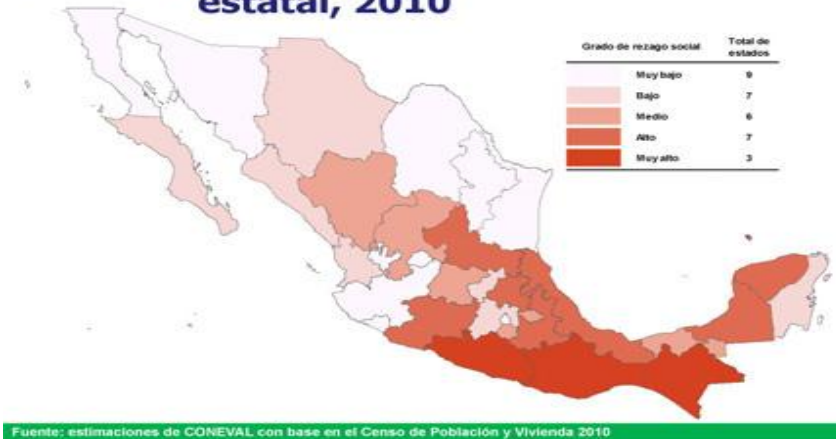 estatal, 2010
Grado de rezago social Total de estados
Muy bajo 9
Bajo 7
Medio 6
Alto 7
Muy alto 3
Fuente: estimaciones de CONEVAL con base en el Censo de Población y Vivienda 2010